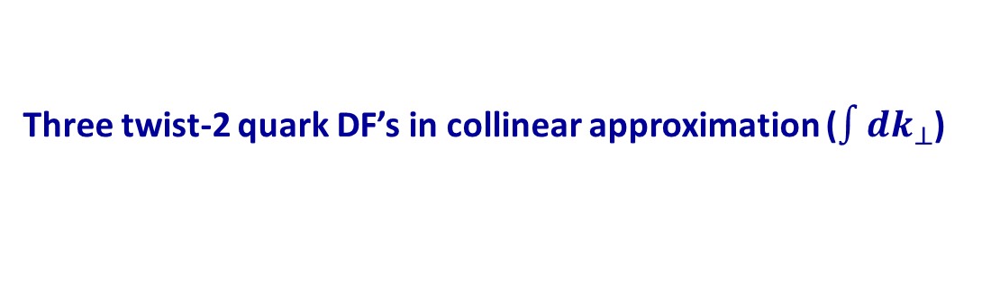 Three twist-2 quark DF’s in collinear approximation (∫ dk⊥)